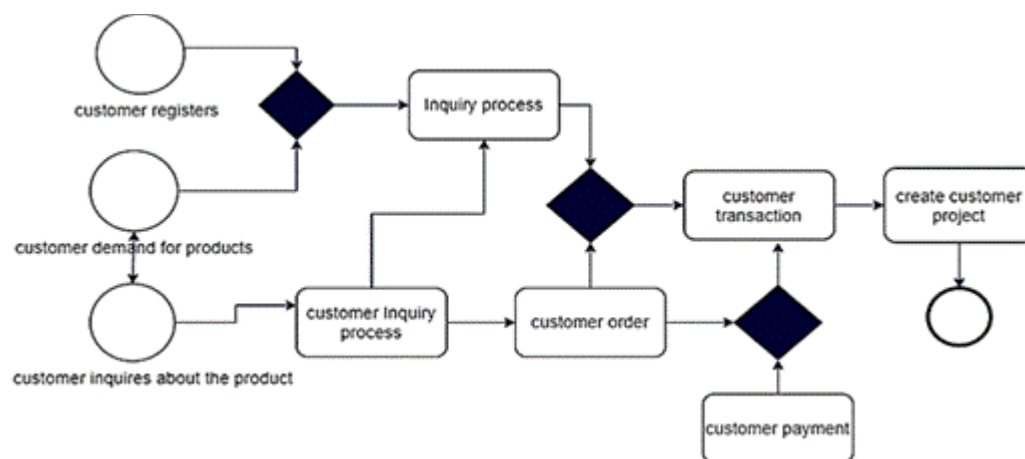 customer registers
Inquiry process
customer demand for products
customer
transaction
create customer
project
customer Inquiry
process
customer order
customer inquires about the product
customer payment